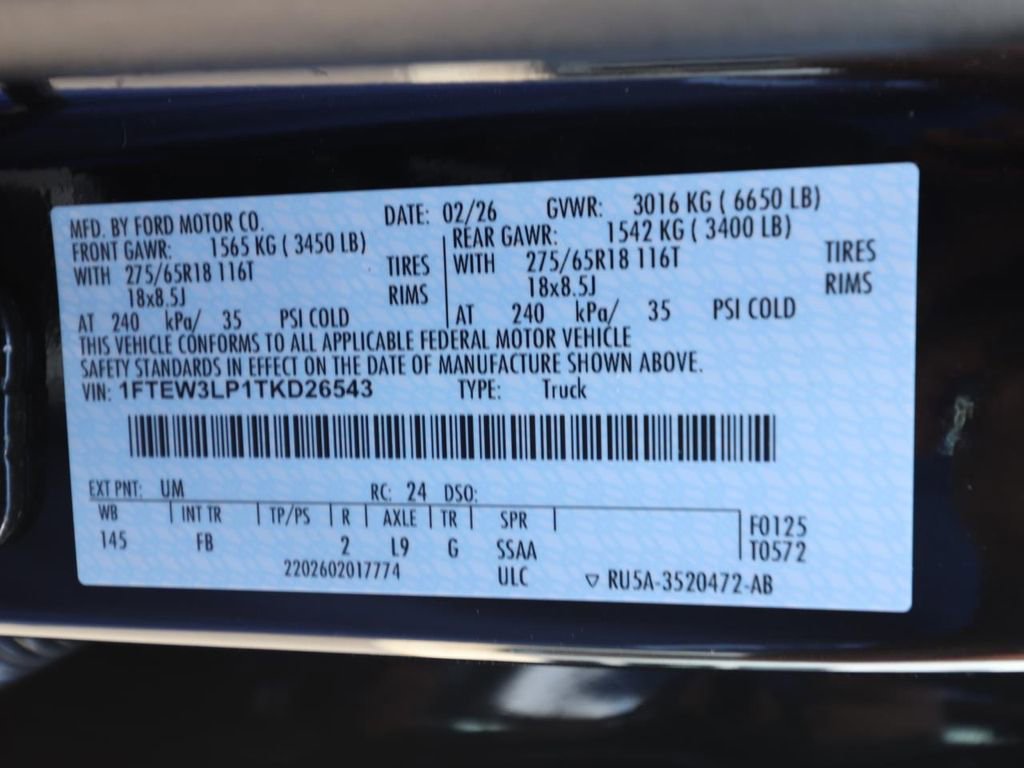 MFD. BY FORD MOTOR CO. DATE: 02/26 GVWR: 3016 KG ( 6650 LB)
FRONT GAWR: 1565 KG ( 3450 LB) REAR GAWR: 1542 KG ( 3400 LB)
WITH 275/65R18 116T TIRES WITH 275/65R18 116T TIRES
18x8.5J RIMS 18x8.5J RIMS
AT 240 kPa/ 35 PSI COLD AT 240 kPa/ 35 PSI COLD
THIS VEHICLE CONFORMS TO ALL APPLICABLE FEDERAL MOTOR VEHICLE
SAFETY STANDARDS IN EFFECT ON THE DATE OF MANUFACTURE SHOWN ABOVE.
VIN: 1FTEW3LP1TKD26543 TYPE: Truck
EXT PNT: UM RC: 24 DSO:
WB INT TR TP/PS R AXLE TR SPR F0125
145 FB 2 L9 G SSAA T0572
2202602017774 ULC ▽ RU5A-3520472-AB